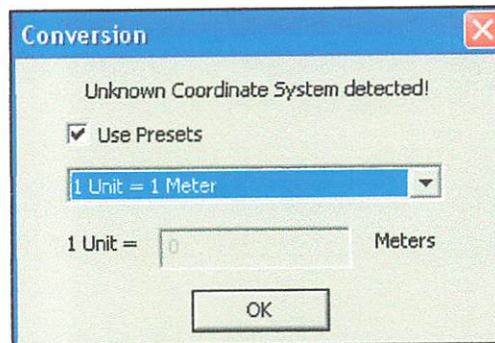 Conversion
Unknown Coordinate System detected!
Use Presets
1 Unit = 1 Meter
1 Unit = 0 Meters
OK